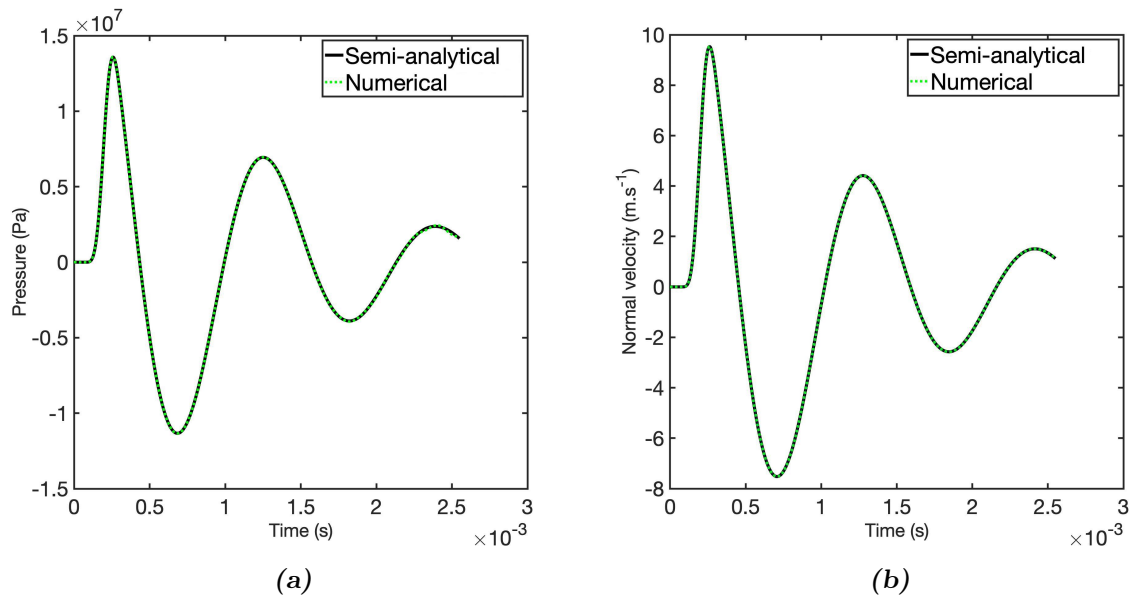 ×10⁷
1.5
1
0.5
0
-0.5
-1
-1.5
Pressure (Pa)
Semi-analytical
Numerical
0 0.5 1 1.5 2 2.5 3
Time (s)
×10⁻³
(a)
10
8
6
4
2
0
-2
-4
-6
-8
Normal velocity (m.s⁻¹)
Semi-analytical
Numerical
0 0.5 1 1.5 2 2.5 3
Time (s)
×10⁻³
(b)